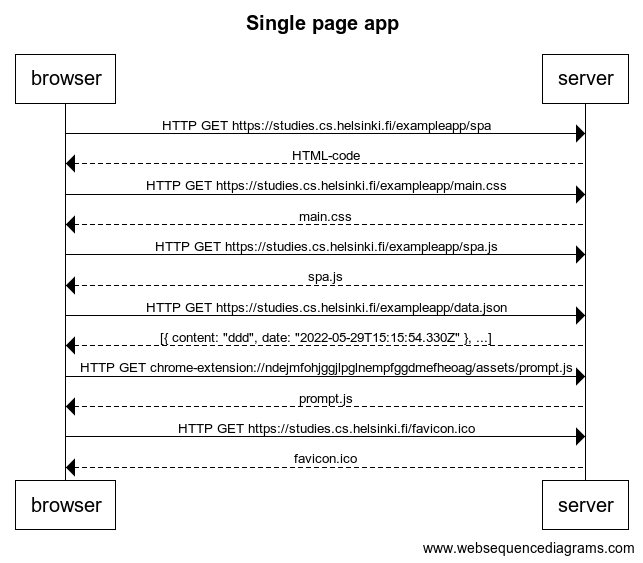 Single page app
browser
server
HTTP GET https://studies.cs.helsinki.fi/exampleapp/spa
HTML-code
HTTP GET https://studies.cs.helsinki.fi/exampleapp/main.css
main.css
HTTP GET https://studies.cs.helsinki.fi/exampleapp/spa.js
spa.js
HTTP GET https://studies.cs.helsinki.fi/exampleapp/data.json
[{ content: "ddd", date: "2022-05-29T15:15:54.330Z" }, ...]
HTTP GET chrome-extension://ndejmfohjggjlpglnempfggdmefheoag/assets/prompt.js
prompt.js
HTTP GET https://studies.cs.helsinki.fi/favicon.ico
favicon.ico
browser
server
www.websequencediagrams.com